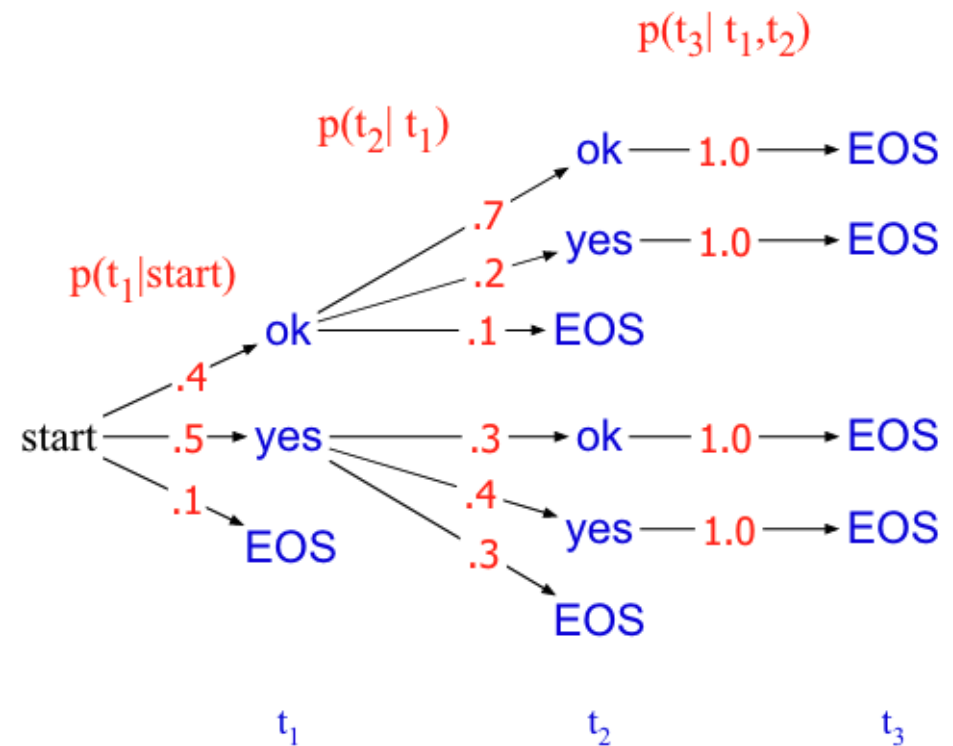 p(t₃| t₁,t₂)
p(t₂| t₁)
ok 1.0 EOS
.7
yes 1.0 EOS
p(t₁|start)
.2
ok .1 EOS
.4
start .5 yes .3 ok 1.0 EOS
.1
.4
yes 1.0 EOS
EOS
.3
EOS
t₁ t₂ t₃